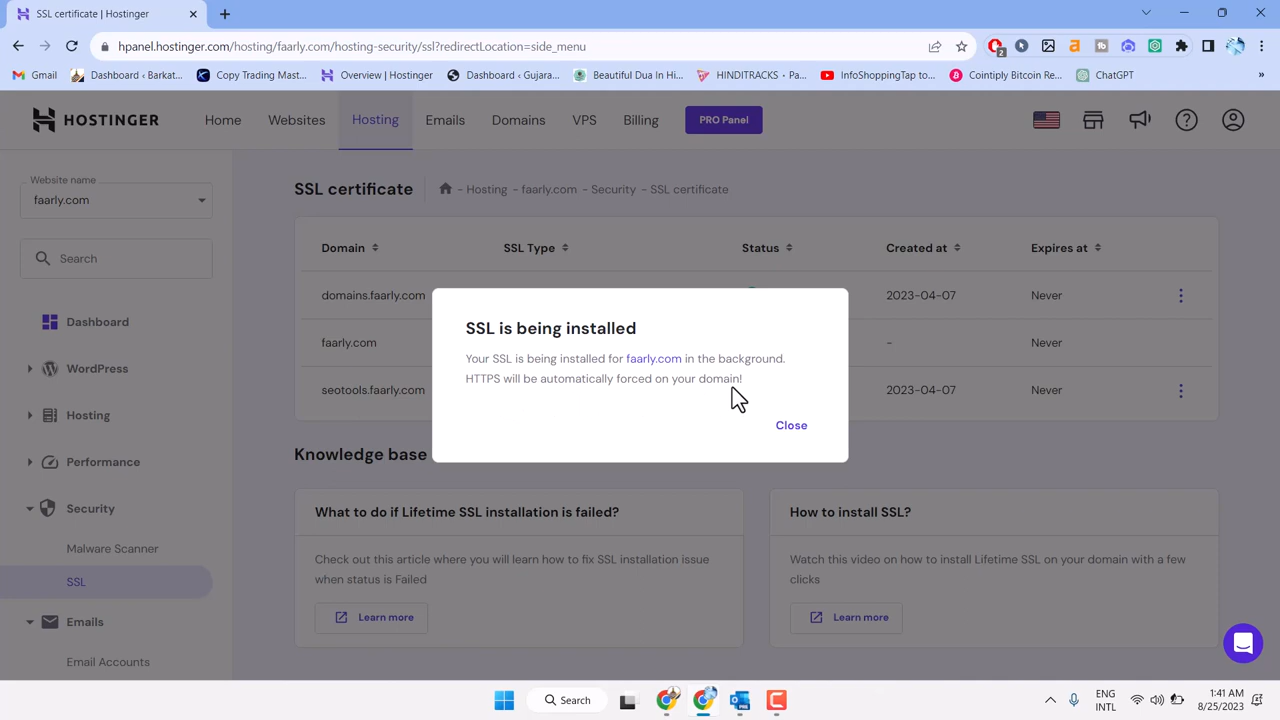 SSL certificate | Hostinger
hpanel.hostinger.com/hosting/faarly.com/hosting-security/ssl?redirectLocation=side_menu
2
Gmail
Dashboard ‹ Barkat...
Copy Trading Mast...
Overview | Hostinger
Dashboard ‹ Gujara...
Beautiful Dua In Hi...
HINDITRACKS • Pa...
InfoShoppingTap to...
Cointiply Bitcoin Re...
ChatGPT
»
HOSTINGER
Home
Websites
Hosting
Emails
Domains
VPS
Billing
PRO Panel
Website name
faarly.com
Search
Dashboard
WordPress
Hosting
Performance
Security
Malware Scanner
SSL
Emails
Email Accounts
SSL certificate
- Hosting - faarly.com - Security - SSL certificate
Domain SSL Type Status Created at Expires at
domains.faarly.com 2023-04-07 Never
faarly.com - Never
seotools.faarly.com 2023-04-07 Never
SSL is being installed
Your SSL is being installed for faarly.com in the background.
HTTPS will be automatically forced on your domain!
Close
Knowledge base
What to do if Lifetime SSL installation is failed?
Check out this article where you will learn how to fix SSL installation issue
when status is Failed
Learn more
How to install SSL?
Watch this video on how to install Lifetime SSL on your domain with a few
clicks
Learn more
Search
ENG
INTL
1:41 AM
8/25/2023